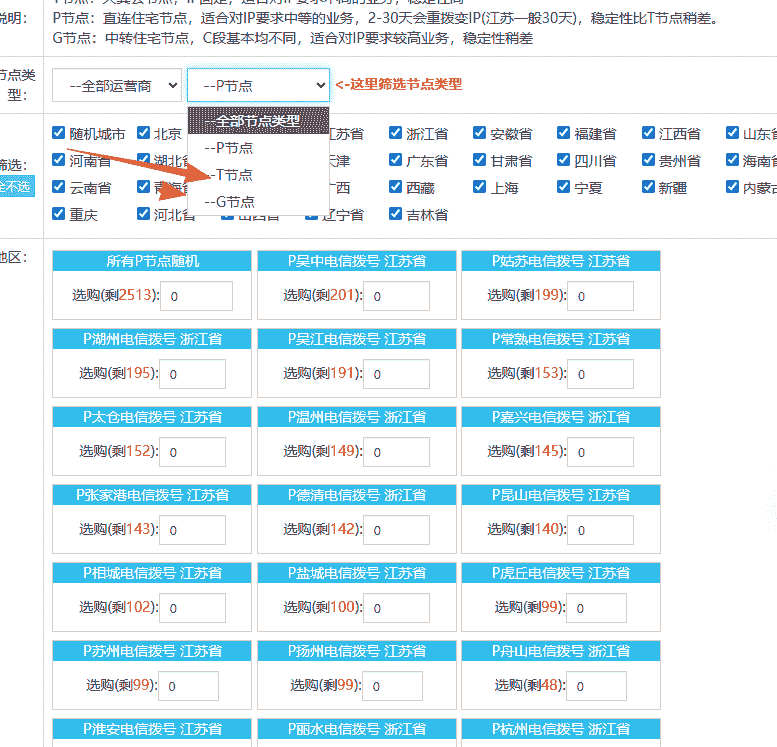 说明：
P节点：直连住宅节点，适合对IP要求中等的业务，2-30天会重拨变IP(江苏一般30天)，稳定性比T节点稍差。
G节点：中转住宅节点，C段基本均不同，适合对IP要求较高业务，稳定性稍差
节点类型：
--全部运营商 --P节点 <-这里筛选节点类型
--全部节点类型
--P节点
--T节点
--G节点
筛选：
全不选
随机城市 北京 江苏省 浙江省 安徽省 福建省 江西省 山东省
河南省 湖北省 天津 广东省 甘肃省 四川省 贵州省 海南省
云南省 青海省 广西 西藏 上海 宁夏 新疆 内蒙古
重庆 河北省 山西省 辽宁省 吉林省
地区：
所有P节点随机 P吴中电信拨号 江苏省 P姑苏电信拨号 江苏省
选购(剩2513): 0 选购(剩201): 0 选购(剩199): 0
P湖州电信拨号 浙江省 P吴江电信拨号 江苏省 P常熟电信拨号 江苏省
选购(剩195): 0 选购(剩191): 0 选购(剩153): 0
P太仓电信拨号 江苏省 P温州电信拨号 浙江省 P嘉兴电信拨号 浙江省
选购(剩152): 0 选购(剩149): 0 选购(剩145): 0
P张家港电信拨号 江苏省 P德清电信拨号 浙江省 P昆山电信拨号 江苏省
选购(剩143): 0 选购(剩142): 0 选购(剩140): 0
P相城电信拨号 江苏省 P盐城电信拨号 江苏省 P虎丘电信拨号 江苏省
选购(剩102): 0 选购(剩100): 0 选购(剩99): 0
P苏州电信拨号 江苏省 P扬州电信拨号 江苏省 P舟山电信拨号 浙江省
选购(剩99): 0 选购(剩99): 0 选购(剩48): 0
P淮安电信拨号 江苏省 P丽水电信拨号 浙江省 P杭州电信拨号 浙江省